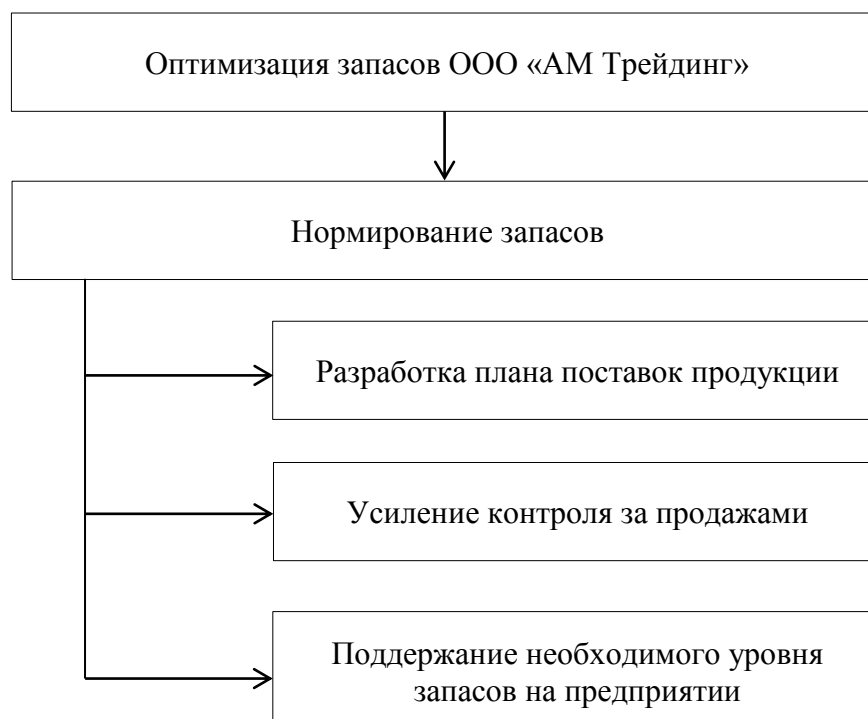 Оптимизация запасов ООО «АМ Трейдинг»
Нормирование запасов
Разработка плана поставок продукции
Усиление контроля за продажами
Поддержание необходимого уровня
запасов на предприятии